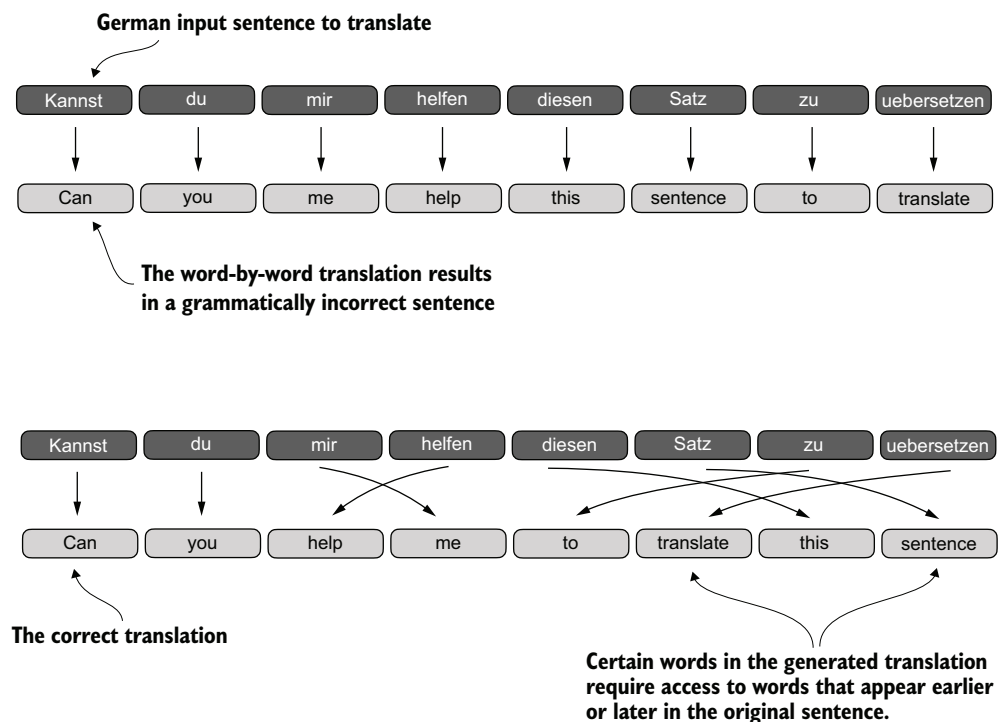 German input sentence to translate
Kannst du mir helfen diesen Satz zu uebersetzen
Can you me help this sentence to translate
The word-by-word translation results
in a grammatically incorrect sentence
Kannst du mir helfen diesen Satz zu uebersetzen
Can you help me to translate this sentence
The correct translation
Certain words in the generated translation
require access to words that appear earlier
or later in the original sentence.